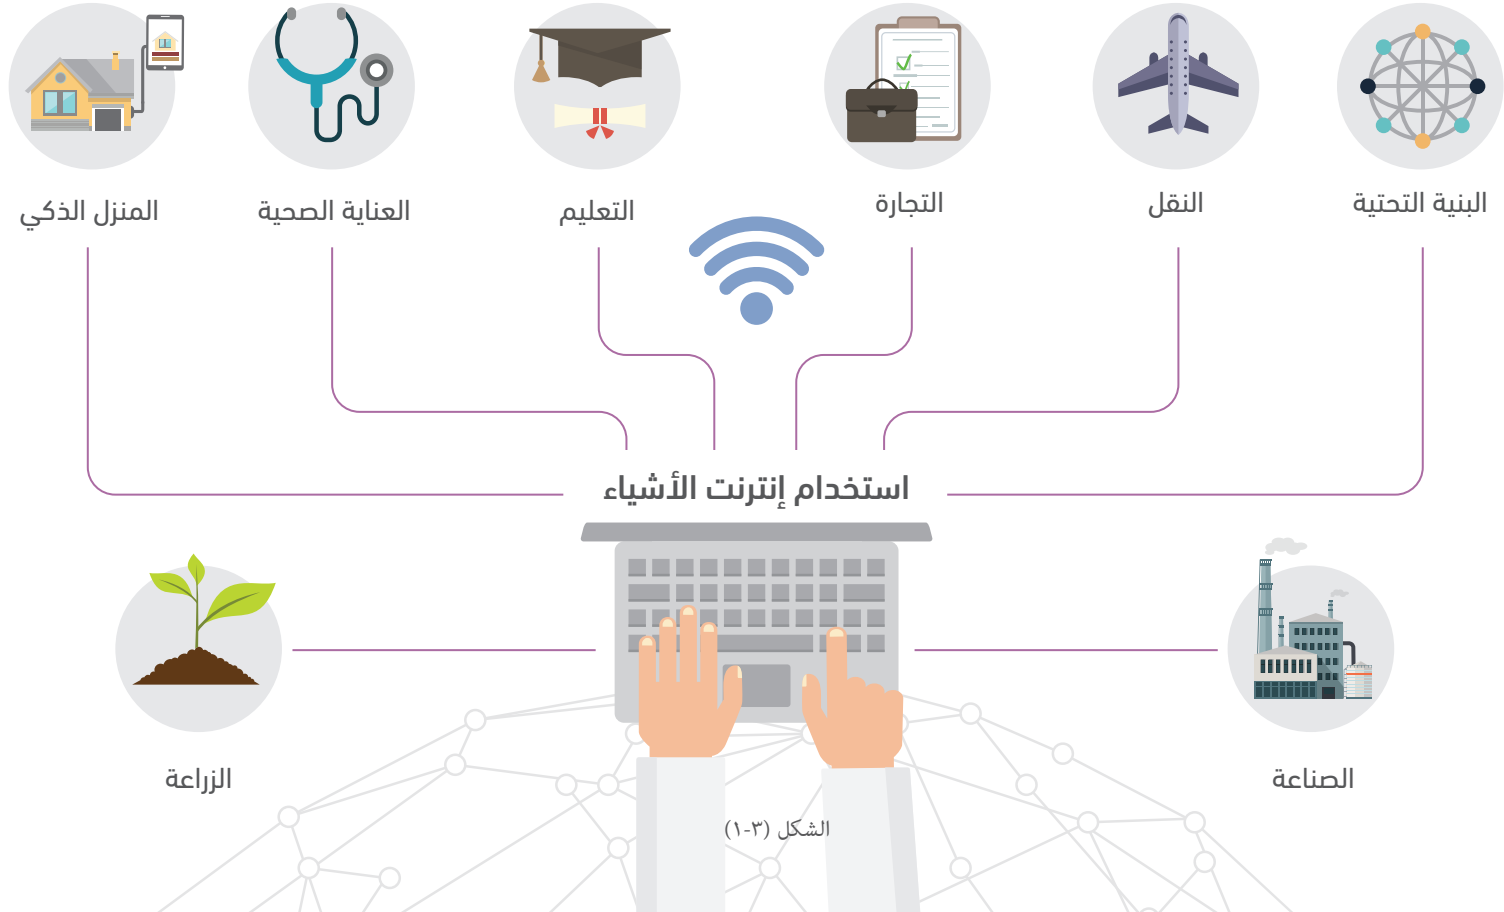 البنية التحتية
النقل
التجارة
التعليم
العناية الصحية
المنزل الذكي
استخدام إنترنت الأشياء
الصناعة
الزراعة
الشكل (٣-١)